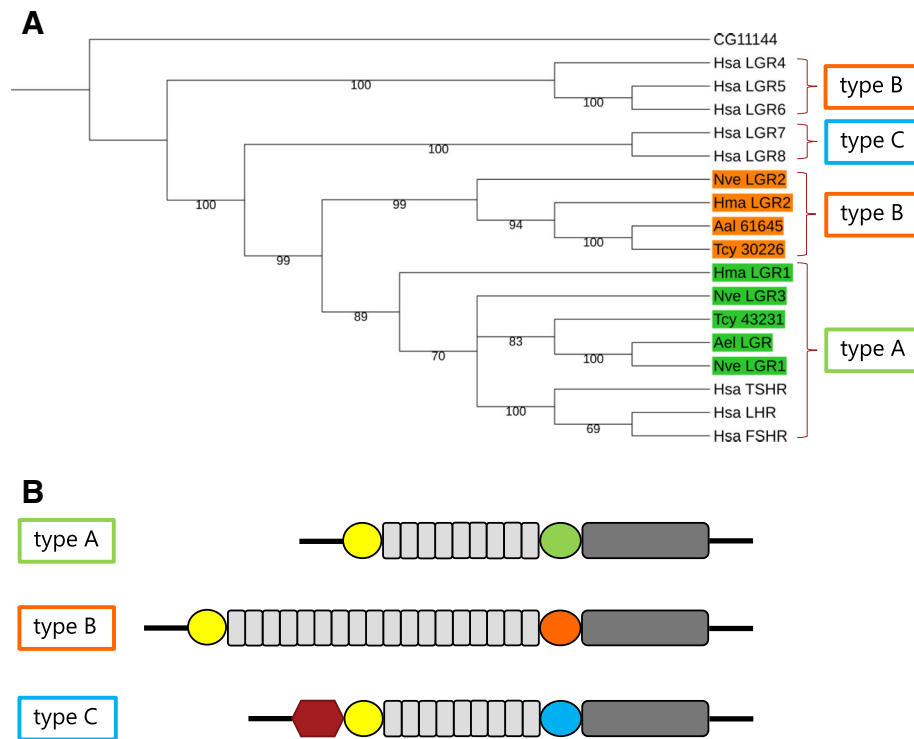 A
CG11144
Hsa LGR4
100
Hsa LGR5
type B
100
Hsa LGR6
Hsa LGR7
type C
100
Hsa LGR8
Nve LGR2
99
100
Hma LGR2
type B
94
Aal 61645
100
Tcy 30226
99
Hma LGR1
Nve LGR3
89
Tcy 43231
83
Ael LGR
type A
70
100
Nve LGR1
Hsa TSHR
100
Hsa LHR
69
Hsa FSHR
B
type A
type B
type C